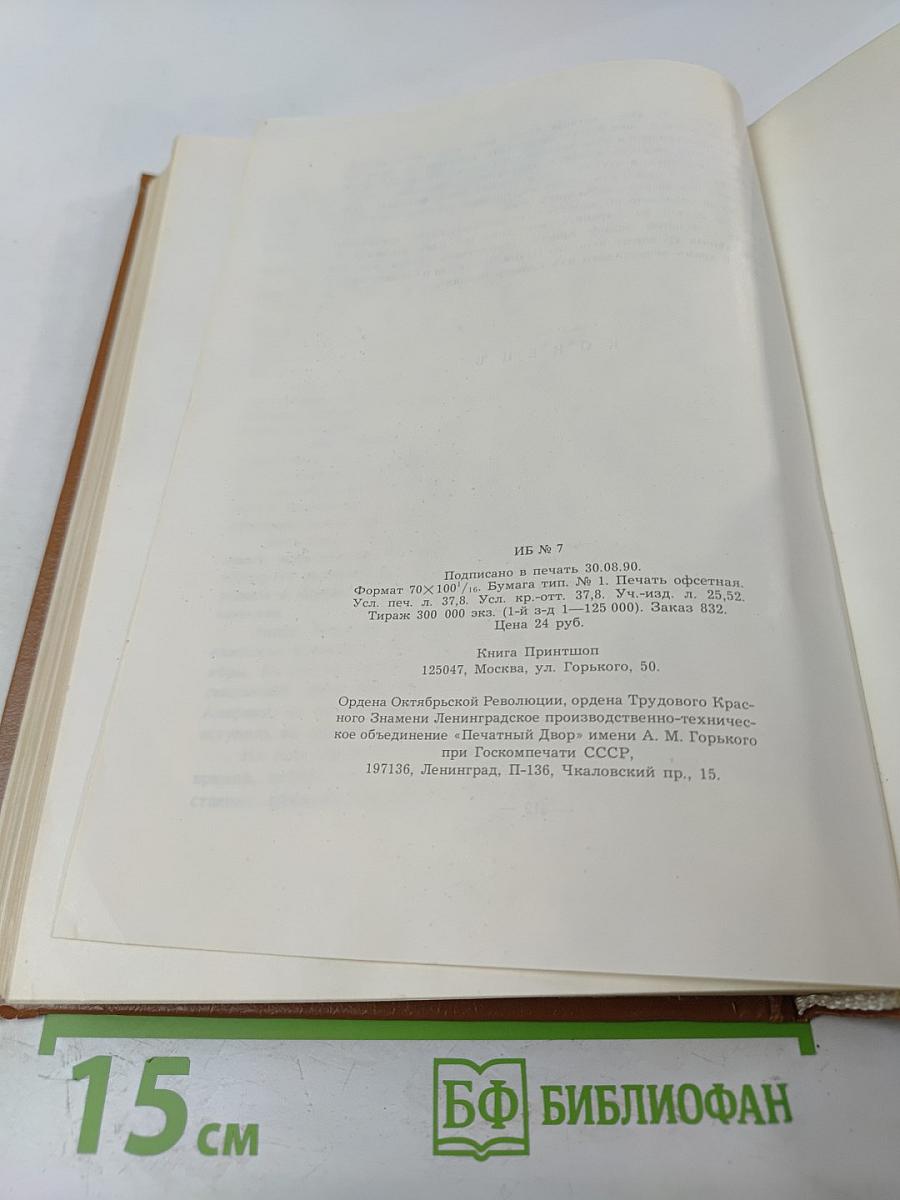 ИБ № 7
Подписано в печать 30.08.90.
Формат 70×100¹/₁₆. Бумага тип. № 1. Печать офсетная.
Усл. печ. л. 37,8. Усл. кр.-отт. 37,8. Уч.-изд. л. 25,52.
Тираж 300 000 экз. (1-й з-д 1—125 000). Заказ 832.
Цена 24 руб.
Книга Принтшоп
125047, Москва, ул. Горького, 50.
Ордена Октябрьской Революции, ордена Трудового Крас-
ного Знамени Ленинградское производственно-техничес-
кое объединение «Печатный Двор» имени А. М. Горького
при Госкомпечати СССР,
197136, Ленинград, П-136, Чкаловский пр., 15.
15 см
БФ БИБЛИОФАН